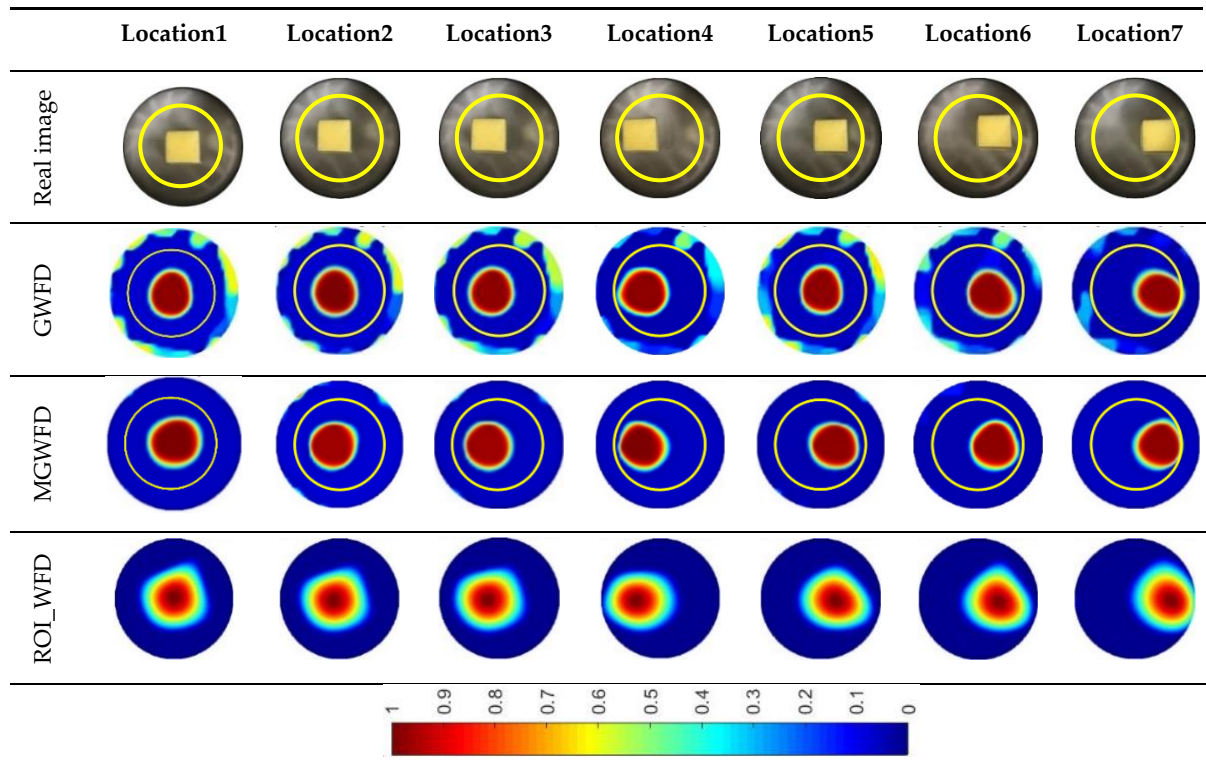 Location1 Location2 Location3 Location4 Location5 Location6 Location7
Real image
GWFD
MGWFD
ROI_WFD
1 0.9 0.8 0.7 0.6 0.5 0.4 0.3 0.2 0.1 0